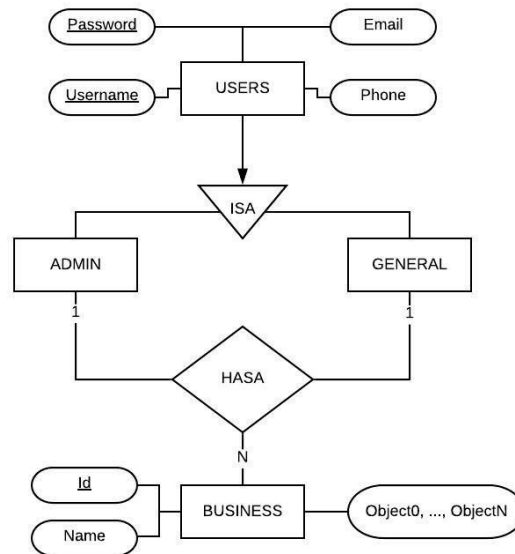 Password
Email
Username
USERS
Phone
ISA
ADMIN
GENERAL
1
1
HASA
N
Id
Name
BUSINESS
Object0, ..., ObjectN